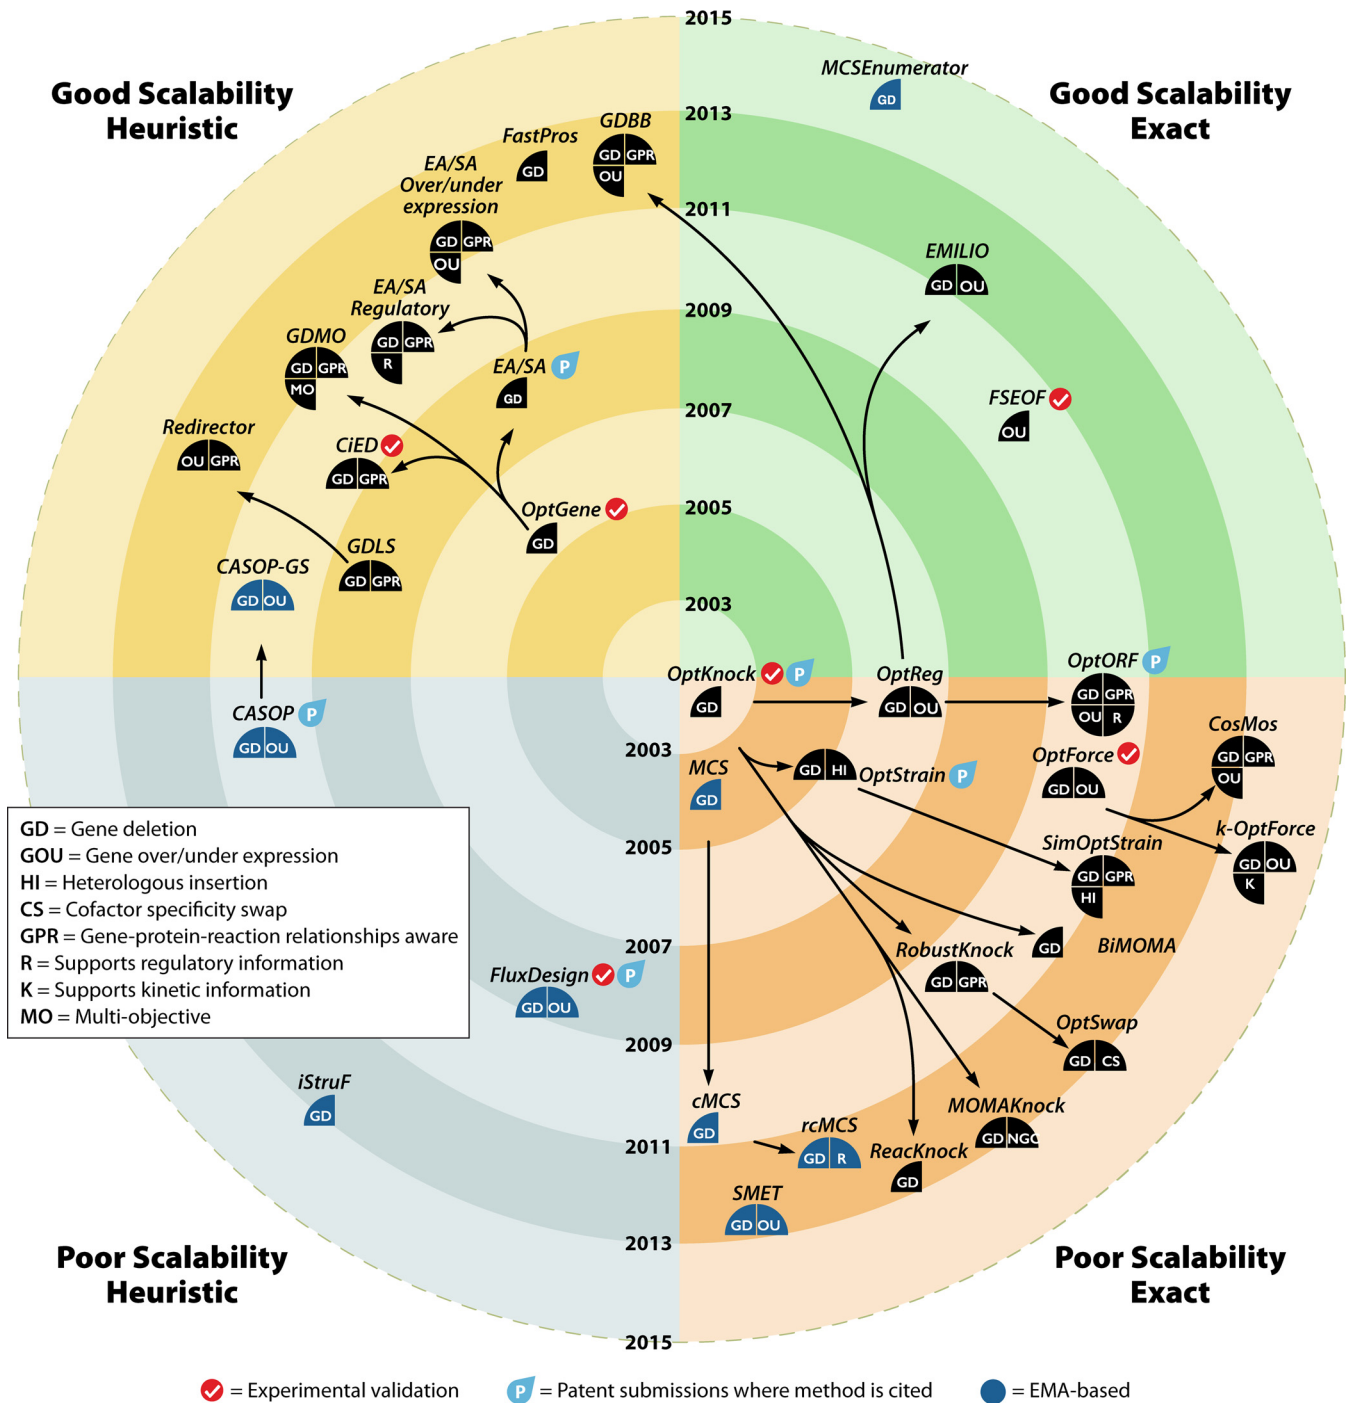 2015
MCSEnumerator
GD
Good Scalability
Heuristic
Good Scalability
Exact
2013
GDBB
GD GPR
OU
FastPros
GD
EA/SA
Over/under
expression
GD GPR
OU
2011
EMILIO
GD OU
EA/SA
Regulatory
GD GPR
R
2009
GDMO
GD GPR
MO
EA/SA P
GD
FSEOF
OU
2007
Redirector
OU GPR
CiED
GD GPR
2005
OptGene
GD
GDLS
GD GPR
CASOP-GS
GD OU
2003
OptKnock P
GD
OptReg
GD OU
OptORF P
GD GPR
OU R
CASOP P
GD OU
CosMos
GD GPR
OU
2003
MCS
GD
GD HI
OptStrain P
OptForce
GD OU
GD = Gene deletion
GOU = Gene over/under expression
HI = Heterologous insertion
CS = Cofactor specificity swap
GPR = Gene-protein-reaction relationships aware
R = Supports regulatory information
K = Supports kinetic information
MO = Multi-objective
2005
SimOptStrain
GD GPR
HI
k-OptForce
GD OU
K
2007
GD
BiMOMA
RobustKnock
GD GPR
FluxDesign P
GD OU
2009
OptSwap
GD CS
iStruF
GD
cMCS
GD
MOMAKnock
GD NGC
2011
rcMCS
GD R
ReacKnock
GD
SMET
GD OU
2013
Poor Scalability
Heuristic
Poor Scalability
Exact
2015
= Experimental validation
P = Patent submissions where method is cited
= EMA-based